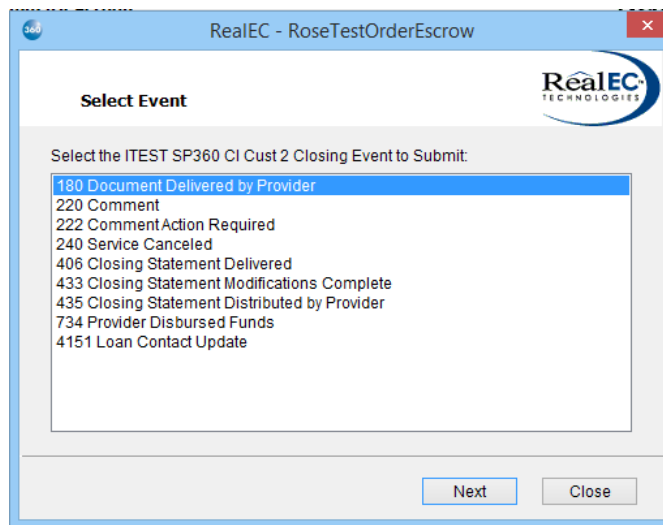 360
RealEC - RoseTestOrderEscrow
x
RealEC
TECHNOLOGIES
Select Event
Select the ITEST SP360 CI Cust 2 Closing Event to Submit:
180 Document Delivered by Provider
220 Comment
222 Comment Action Required
240 Service Canceled
406 Closing Statement Delivered
433 Closing Statement Modifications Complete
435 Closing Statement Distributed by Provider
734 Provider Disbursed Funds
4151 Loan Contact Update
Next
Close